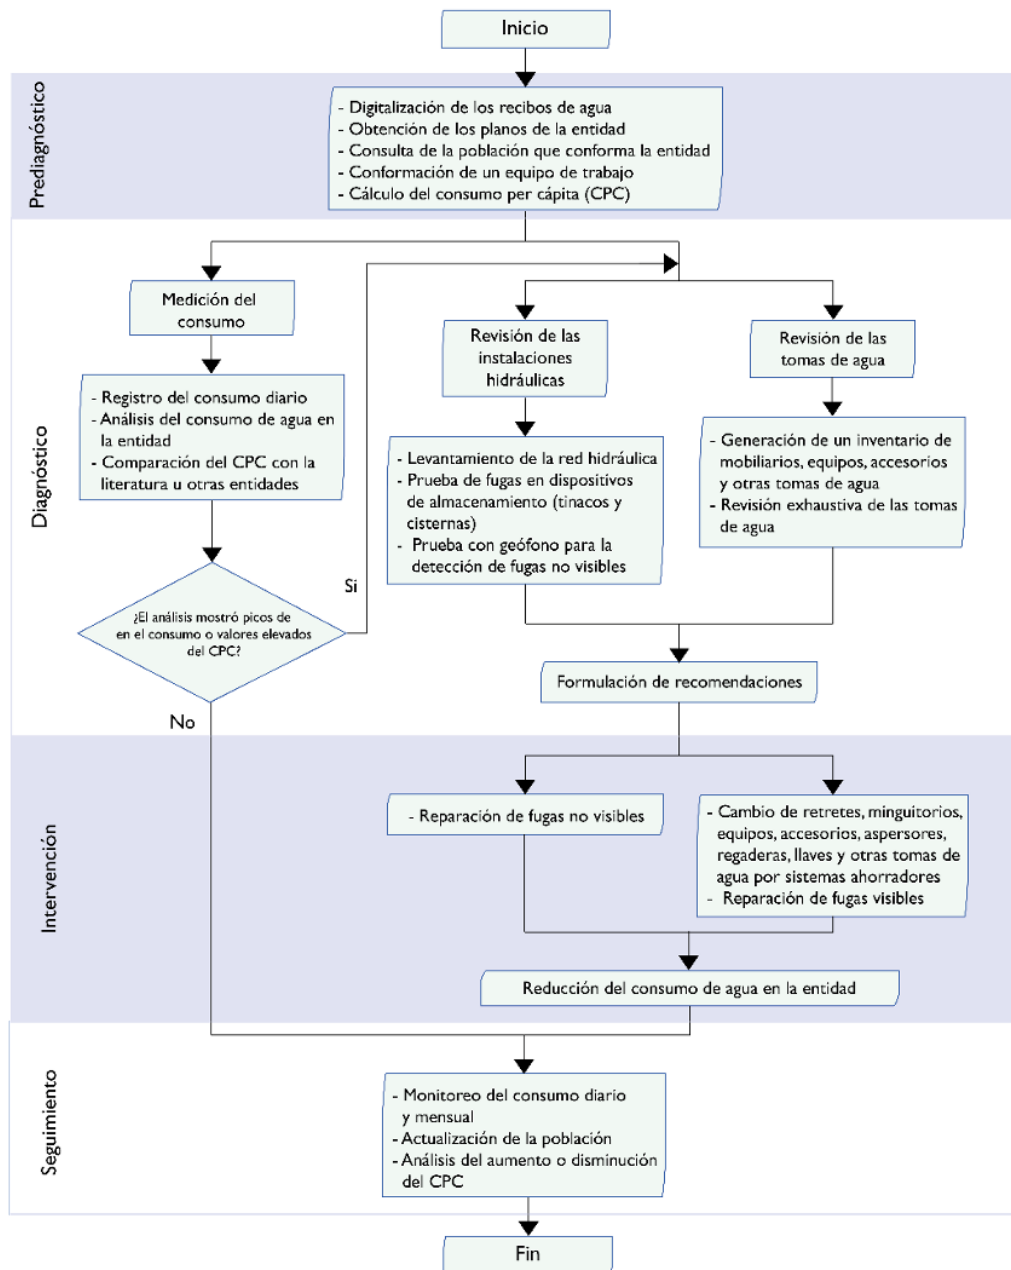 Inicio
Prediagnóstico
- Digitalización de los recibos de agua
- Obtención de los planos de la entidad
- Consulta de la población que conforma la entidad
- Conformación de un equipo de trabajo
- Cálculo del consumo per cápita (CPC)
Diagnóstico
Medición del
consumo
- Registro del consumo diario
- Análisis del consumo de agua en
la entidad
- Comparación del CPC con la
literatura u otras entidades
¿El análisis mostró picos de
en el consumo o valores elevados
del CPC?
Si
No
Revisión de las
instalaciones
hidráulicas
- Levantamiento de la red hidráulica
- Prueba de fugas en dispositivos
de almacenamiento (tinacos y
cisternas)
- Prueba con geófono para la
detección de fugas no visibles
Revisión de las
tomas de agua
- Generación de un inventario de
mobiliarios, equipos, accesorios
y otras tomas de agua
- Revisión exhaustiva de las tomas
de agua
Formulación de recomendaciones
Intervención
- Reparación de fugas no visibles
- Cambio de retretes, minguitorios,
equipos, accesorios, aspersores,
regaderas, llaves y otras tomas de
agua por sistemas ahorradores
- Reparación de fugas visibles
Reducción del consumo de agua en la entidad
Seguimiento
- Monitoreo del consumo diario
y mensual
- Actualización de la población
- Análisis del aumento o disminución
del CPC
Fin